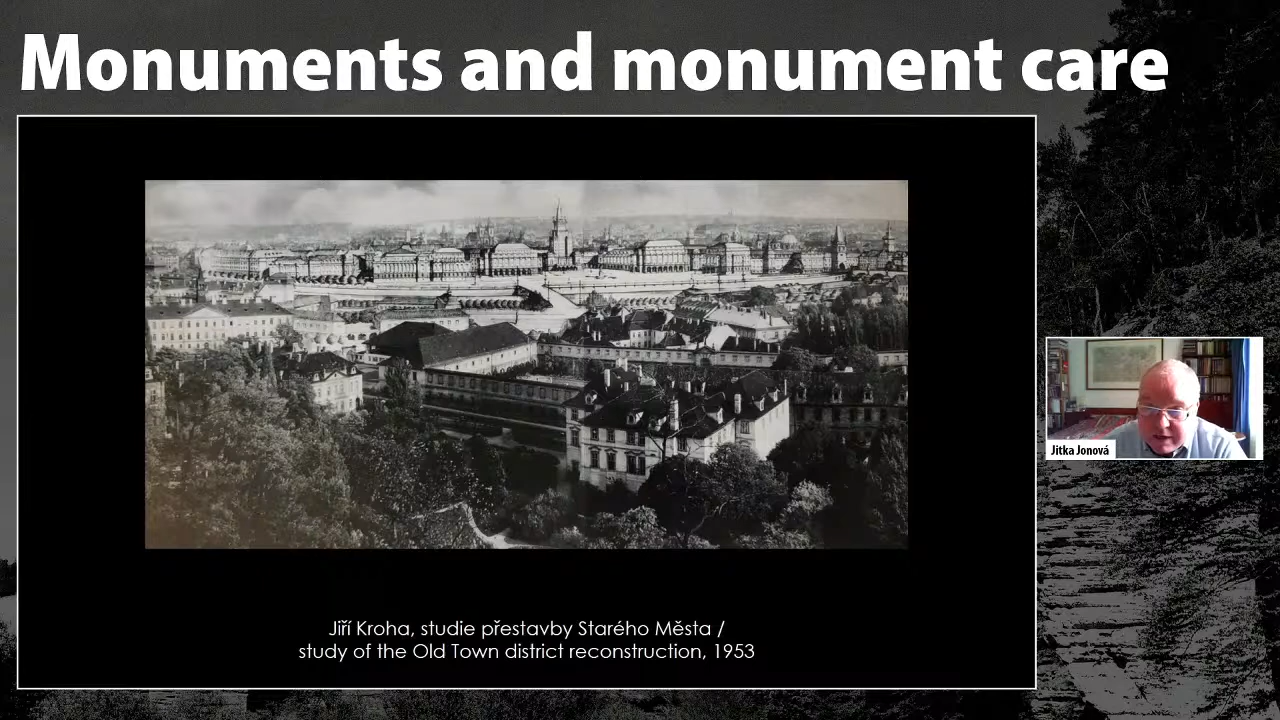 Monuments and monument care
Jitka Jonová
Jiří Kroha, studie přestavby Starého Města /
study of the Old Town district reconstruction, 1953